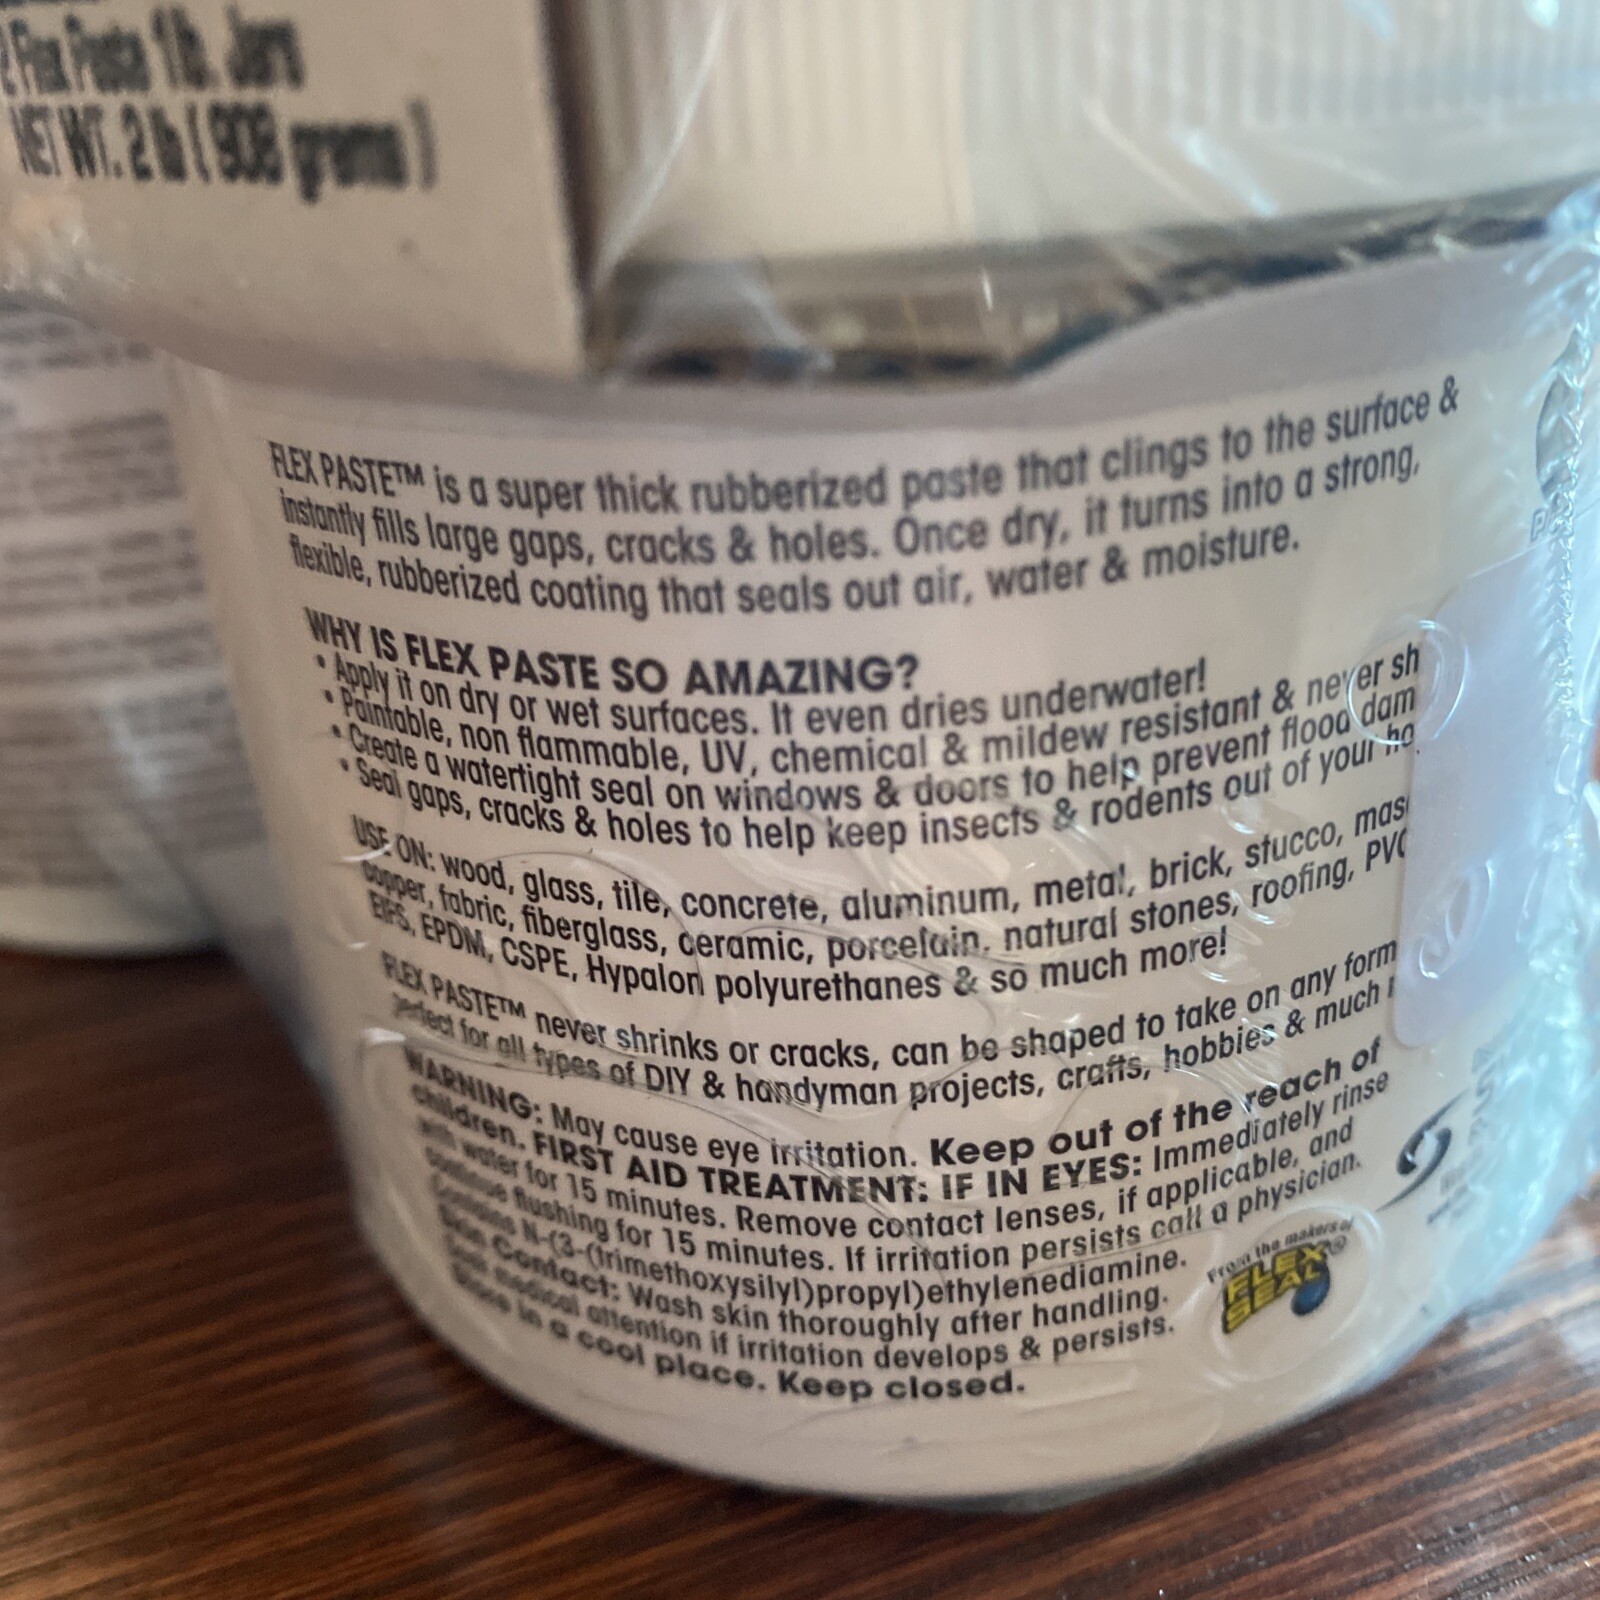 2 Flex Paste 1 lb. Jars
NET WT. 2 lb ( 908 grams )
FLEX PASTE™ is a super thick rubberized paste that clings to the surface &
instantly fills large gaps, cracks & holes. Once dry, it turns into a strong,
flexible, rubberized coating that seals out air, water & moisture.
WHY IS FLEX PASTE SO AMAZING?
• Apply it on dry or wet surfaces. It even dries underwater!
• Paintable, non flammable, UV, chemical & mildew resistant & never sh
• Create a watertight seal on windows & doors to help prevent flood dam
• Seal gaps, cracks & holes to help keep insects & rodents out of your ho
USE ON: wood, glass, tile, concrete, aluminum, metal, brick, stucco, mas
copper, fabric, fiberglass, ceramic, porcelain, natural stones, roofing, PVC
EIFS, EPDM, CSPE, Hypalon polyurethanes & so much more!
FLEX PASTE™ never shrinks or cracks, can be shaped to take on any form
perfect for all types of DIY & handyman projects, crafts, hobbies & much
WARNING: May cause eye irritation. Keep out of the reach of
children. FIRST AID TREATMENT: IF IN EYES: Immediately rinse
with water for 15 minutes. Remove contact lenses, if applicable, and
continue flushing for 15 minutes. If irritation persists call a physician.
Contains N-(3-(trimethoxysilyl)propyl)ethylenediamine.
Skin Contact: Wash skin thoroughly after handling.
Seek medical attention if irritation develops & persists.
Store in a cool place. Keep closed.
From the makers of
FLEX
SEAL®